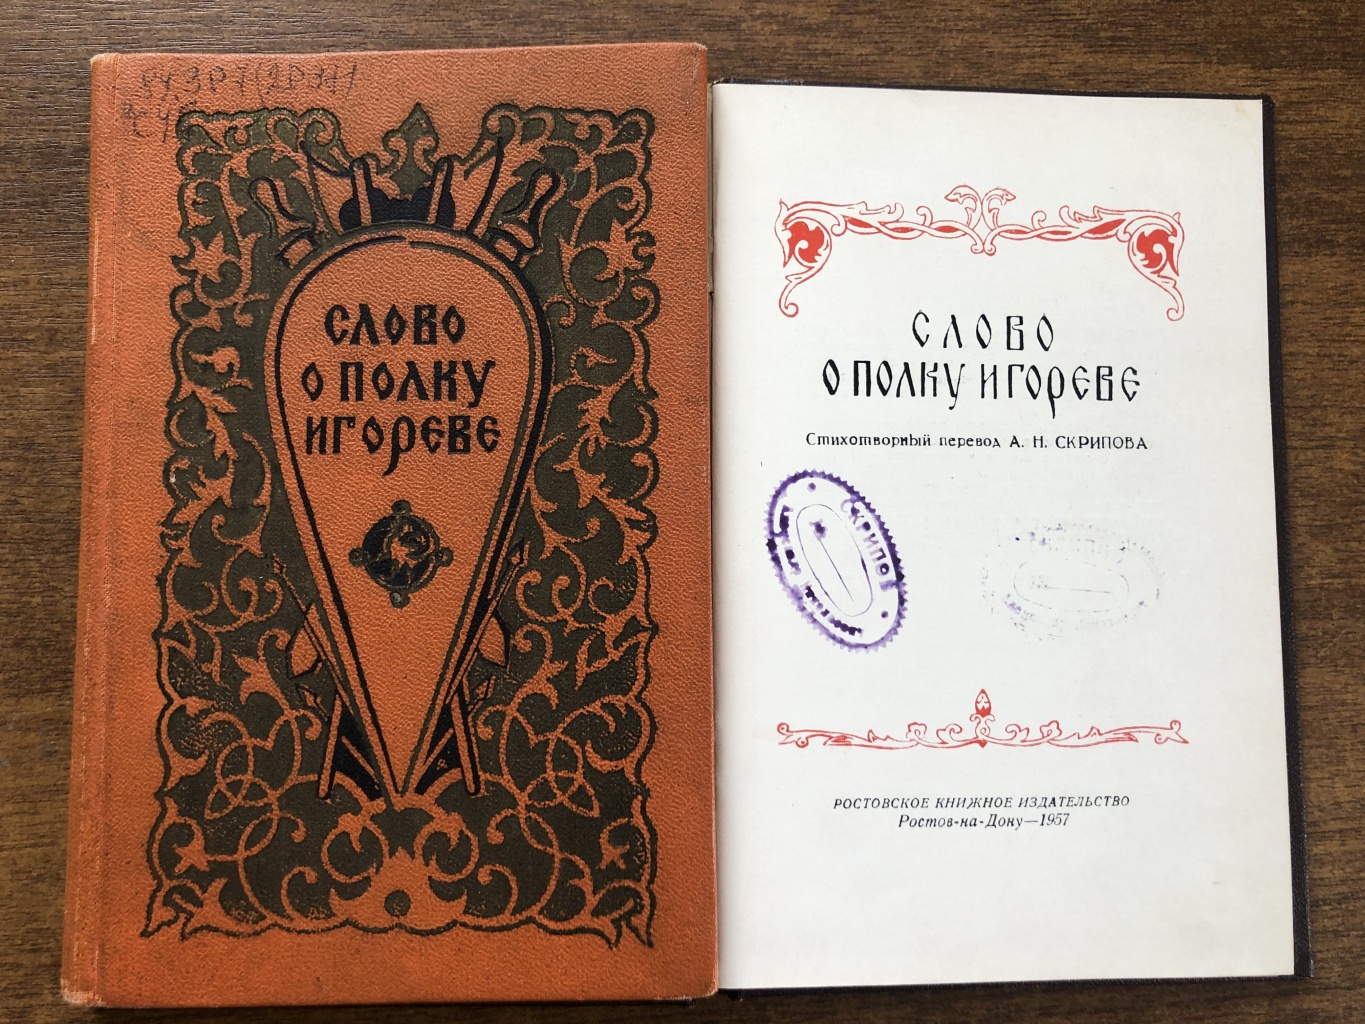 СЛОВО
О ПОЛКУ
ИГОРЕВЕ
СЛОВО
О ПОЛКУ ИГОРЕВЕ
Стихотворный перевод А. Н. СКРИПОВА
РОСТОВСКОЕ КНИЖНОЕ ИЗДАТЕЛЬСТВО
Ростов-на-Дону—1957